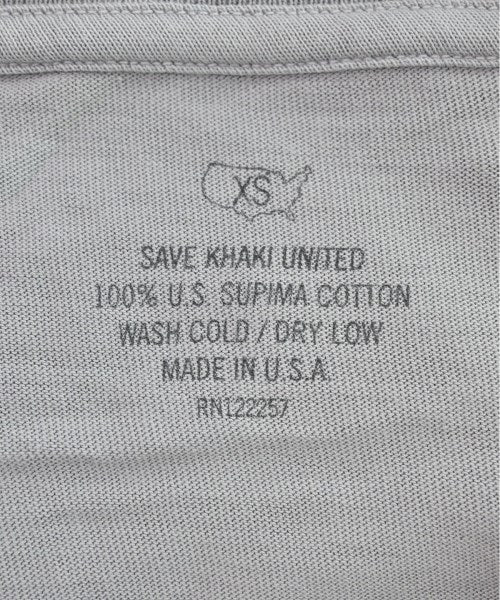 XS
SAVE KHAKI UNITED
100% U.S SUPIMA COTTON
WASH COLD / DRY LOW
MADE IN U.S.A.
RN122257